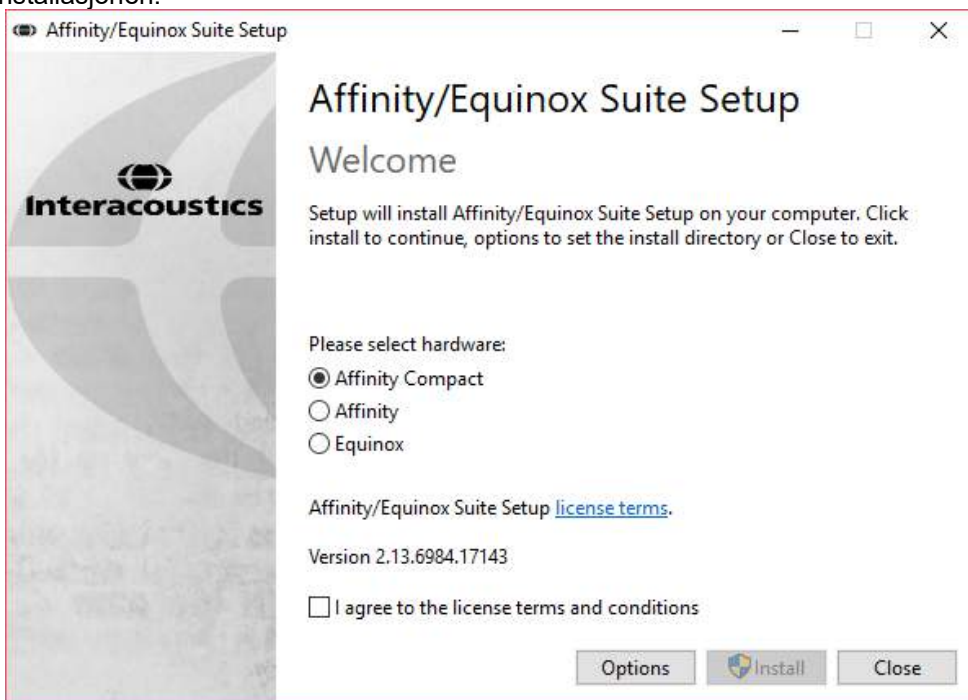 Affinity/Equinox Suite Setup
Affinity/Equinox Suite Setup
Welcome
Interacoustics
Setup will install Affinity/Equinox Suite Setup on your computer. Click
install to continue, options to set the install directory or Close to exit.
Please select hardware:
Affinity Compact
Affinity
Equinox
Affinity/Equinox Suite Setup license terms.
Version 2.13.6984.17143
I agree to the license terms and conditions
Options
Install
Close